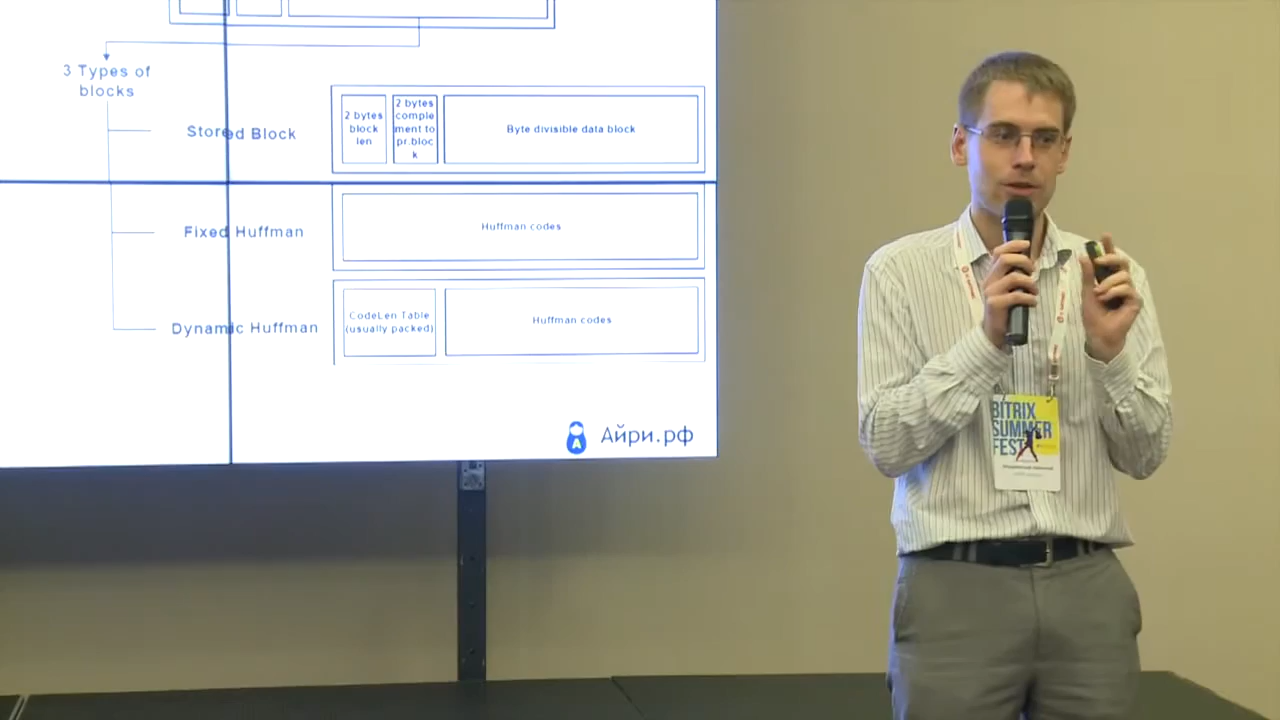 3 Types of
blocks
Stored Block
2 bytes
block
len
2 bytes
comple
ment to
pr.bloc
k
Byte divisible data block
Fixed Huffman
Huffman codes
Dynamic Huffman
CodeLen Table
(usually packed)
Huffman codes
A
Айри.рф
BITRIX
SUMMER
FEST